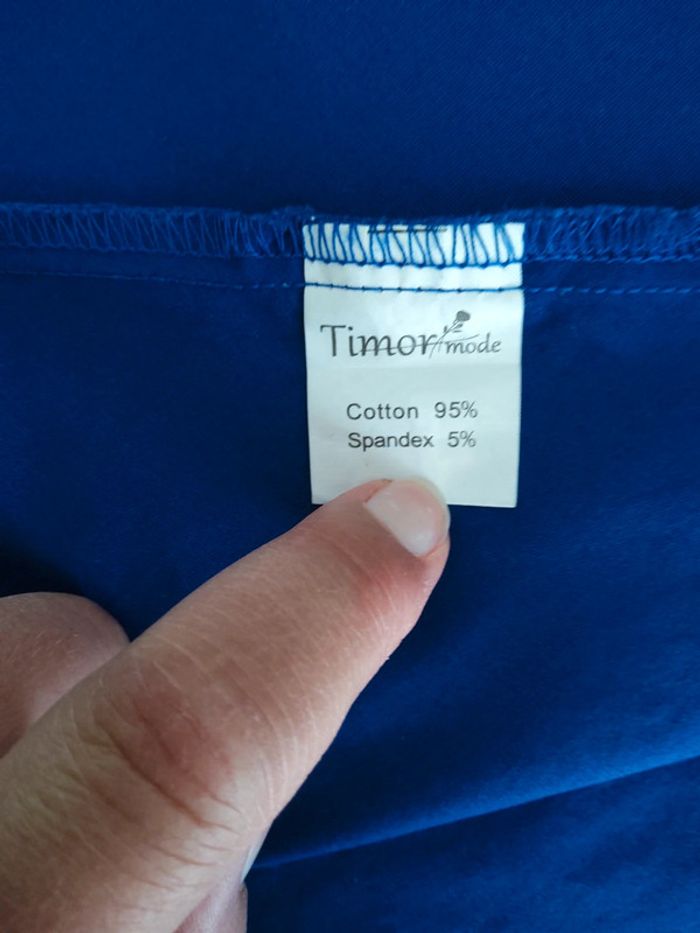 Timor mode
Cotton 95%
Spandex 5%